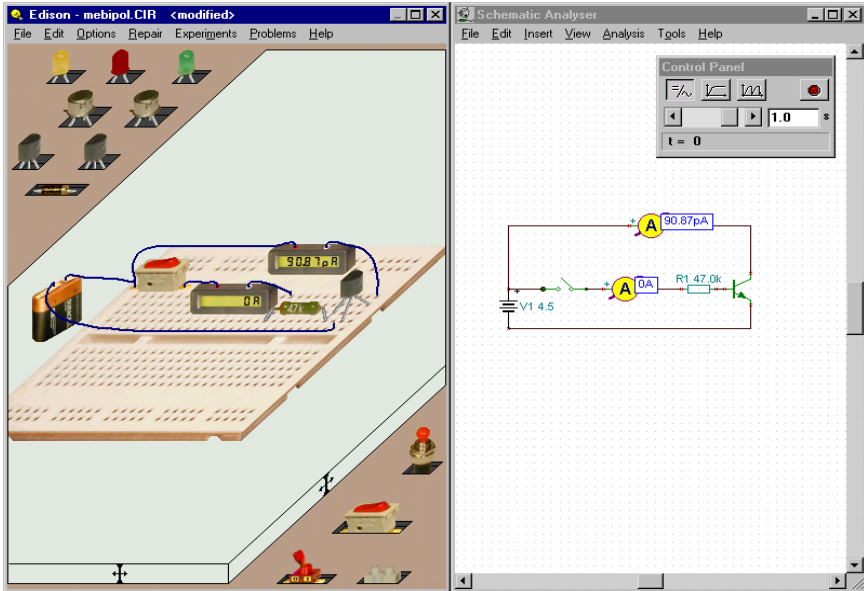 Edison - mebipol.CIR <modified>
File Edit Options Repair Experiments Problems Help
90.87pA
0 A
47k
Schematic Analyser
File Edit Insert View Analysis Tools Help
Control Panel
1.0 s
t = 0
A 90.87pA
A 0A
R1 47.0k
V1 4.5